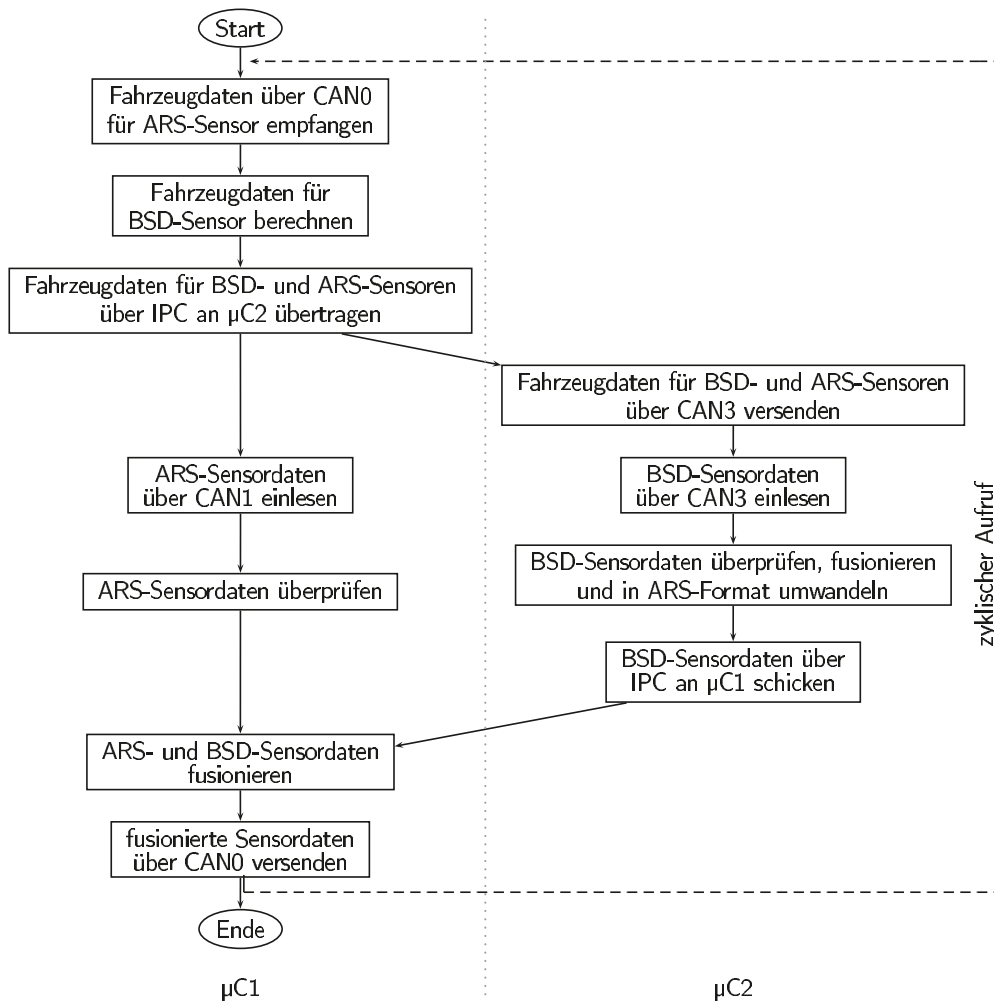 Start
Fahrzeugdaten über CAN0
für ARS-Sensor empfangen
Fahrzeugdaten für
BSD-Sensor berechnen
Fahrzeugdaten für BSD- und ARS-Sensoren
über IPC an µC2 übertragen
Fahrzeugdaten für BSD- und ARS-Sensoren
über CAN3 versenden
ARS-Sensordaten
über CAN1 einlesen
BSD-Sensordaten
über CAN3 einlesen
BSD-Sensordaten überprüfen, fusionieren
und in ARS-Format umwandeln
ARS-Sensordaten überprüfen
BSD-Sensordaten über
IPC an µC1 schicken
ARS- und BSD-Sensordaten
fusionieren
fusionierte Sensordaten
über CAN0 versenden
Ende
zyklischer Aufruf
µC1
µC2